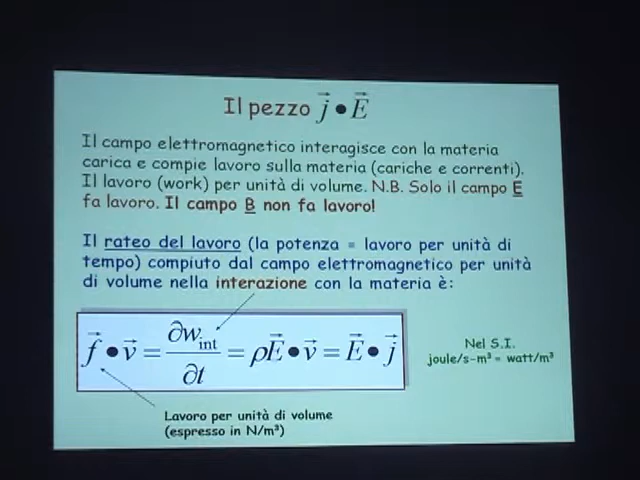 Il pezzo j⃗ • E⃗
Il campo elettromagnetico interagisce con la materia
carica e compie lavoro sulla materia (cariche e correnti).
Il lavoro (work) per unità di volume. N.B. Solo il campo E
fa lavoro. Il campo B non fa lavoro!
Il rateo del lavoro (la potenza = lavoro per unità di
tempo) compiuto dal campo elettromagnetico per unità
di volume nella interazione con la materia è:
f⃗ • v⃗ = ∂w_int / ∂t = ρE⃗ • v⃗ = E⃗ • j⃗
Nel S.I.
joule/s-m³ = watt/m³
Lavoro per unità di volume
(espresso in N/m³)